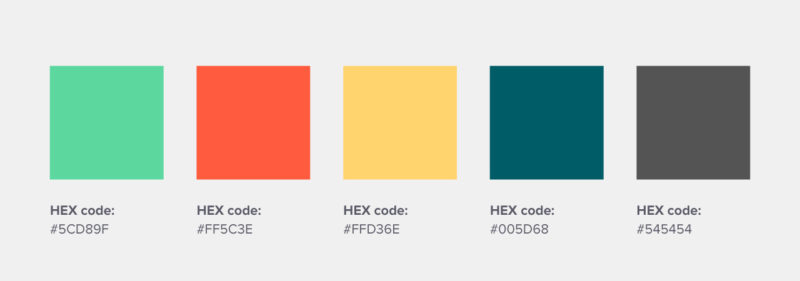 HEX code:
#5CD89F
HEX code:
#FF5C3E
HEX code:
#FFD36E
HEX code:
#005D68
HEX code:
#545454